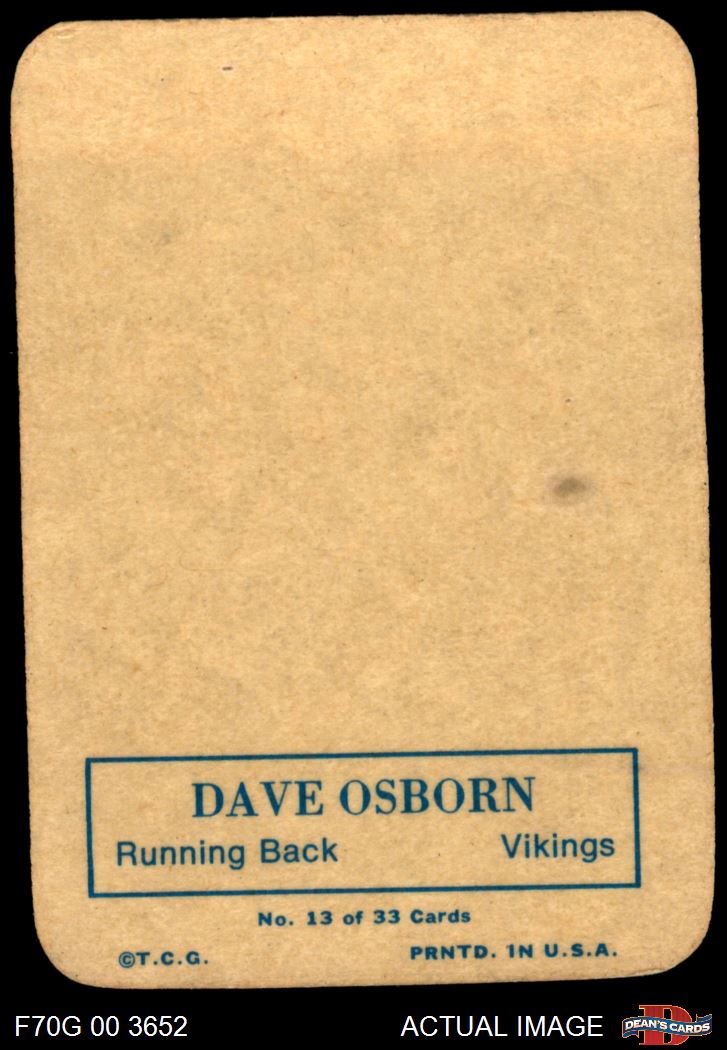 DAVE OSBORN
Running Back Vikings
No. 13 of 33 Cards
©T.C.G. PRNTD. IN U.S.A.
F70G 00 3652 ACTUAL IMAGE DEAN'S CARDS